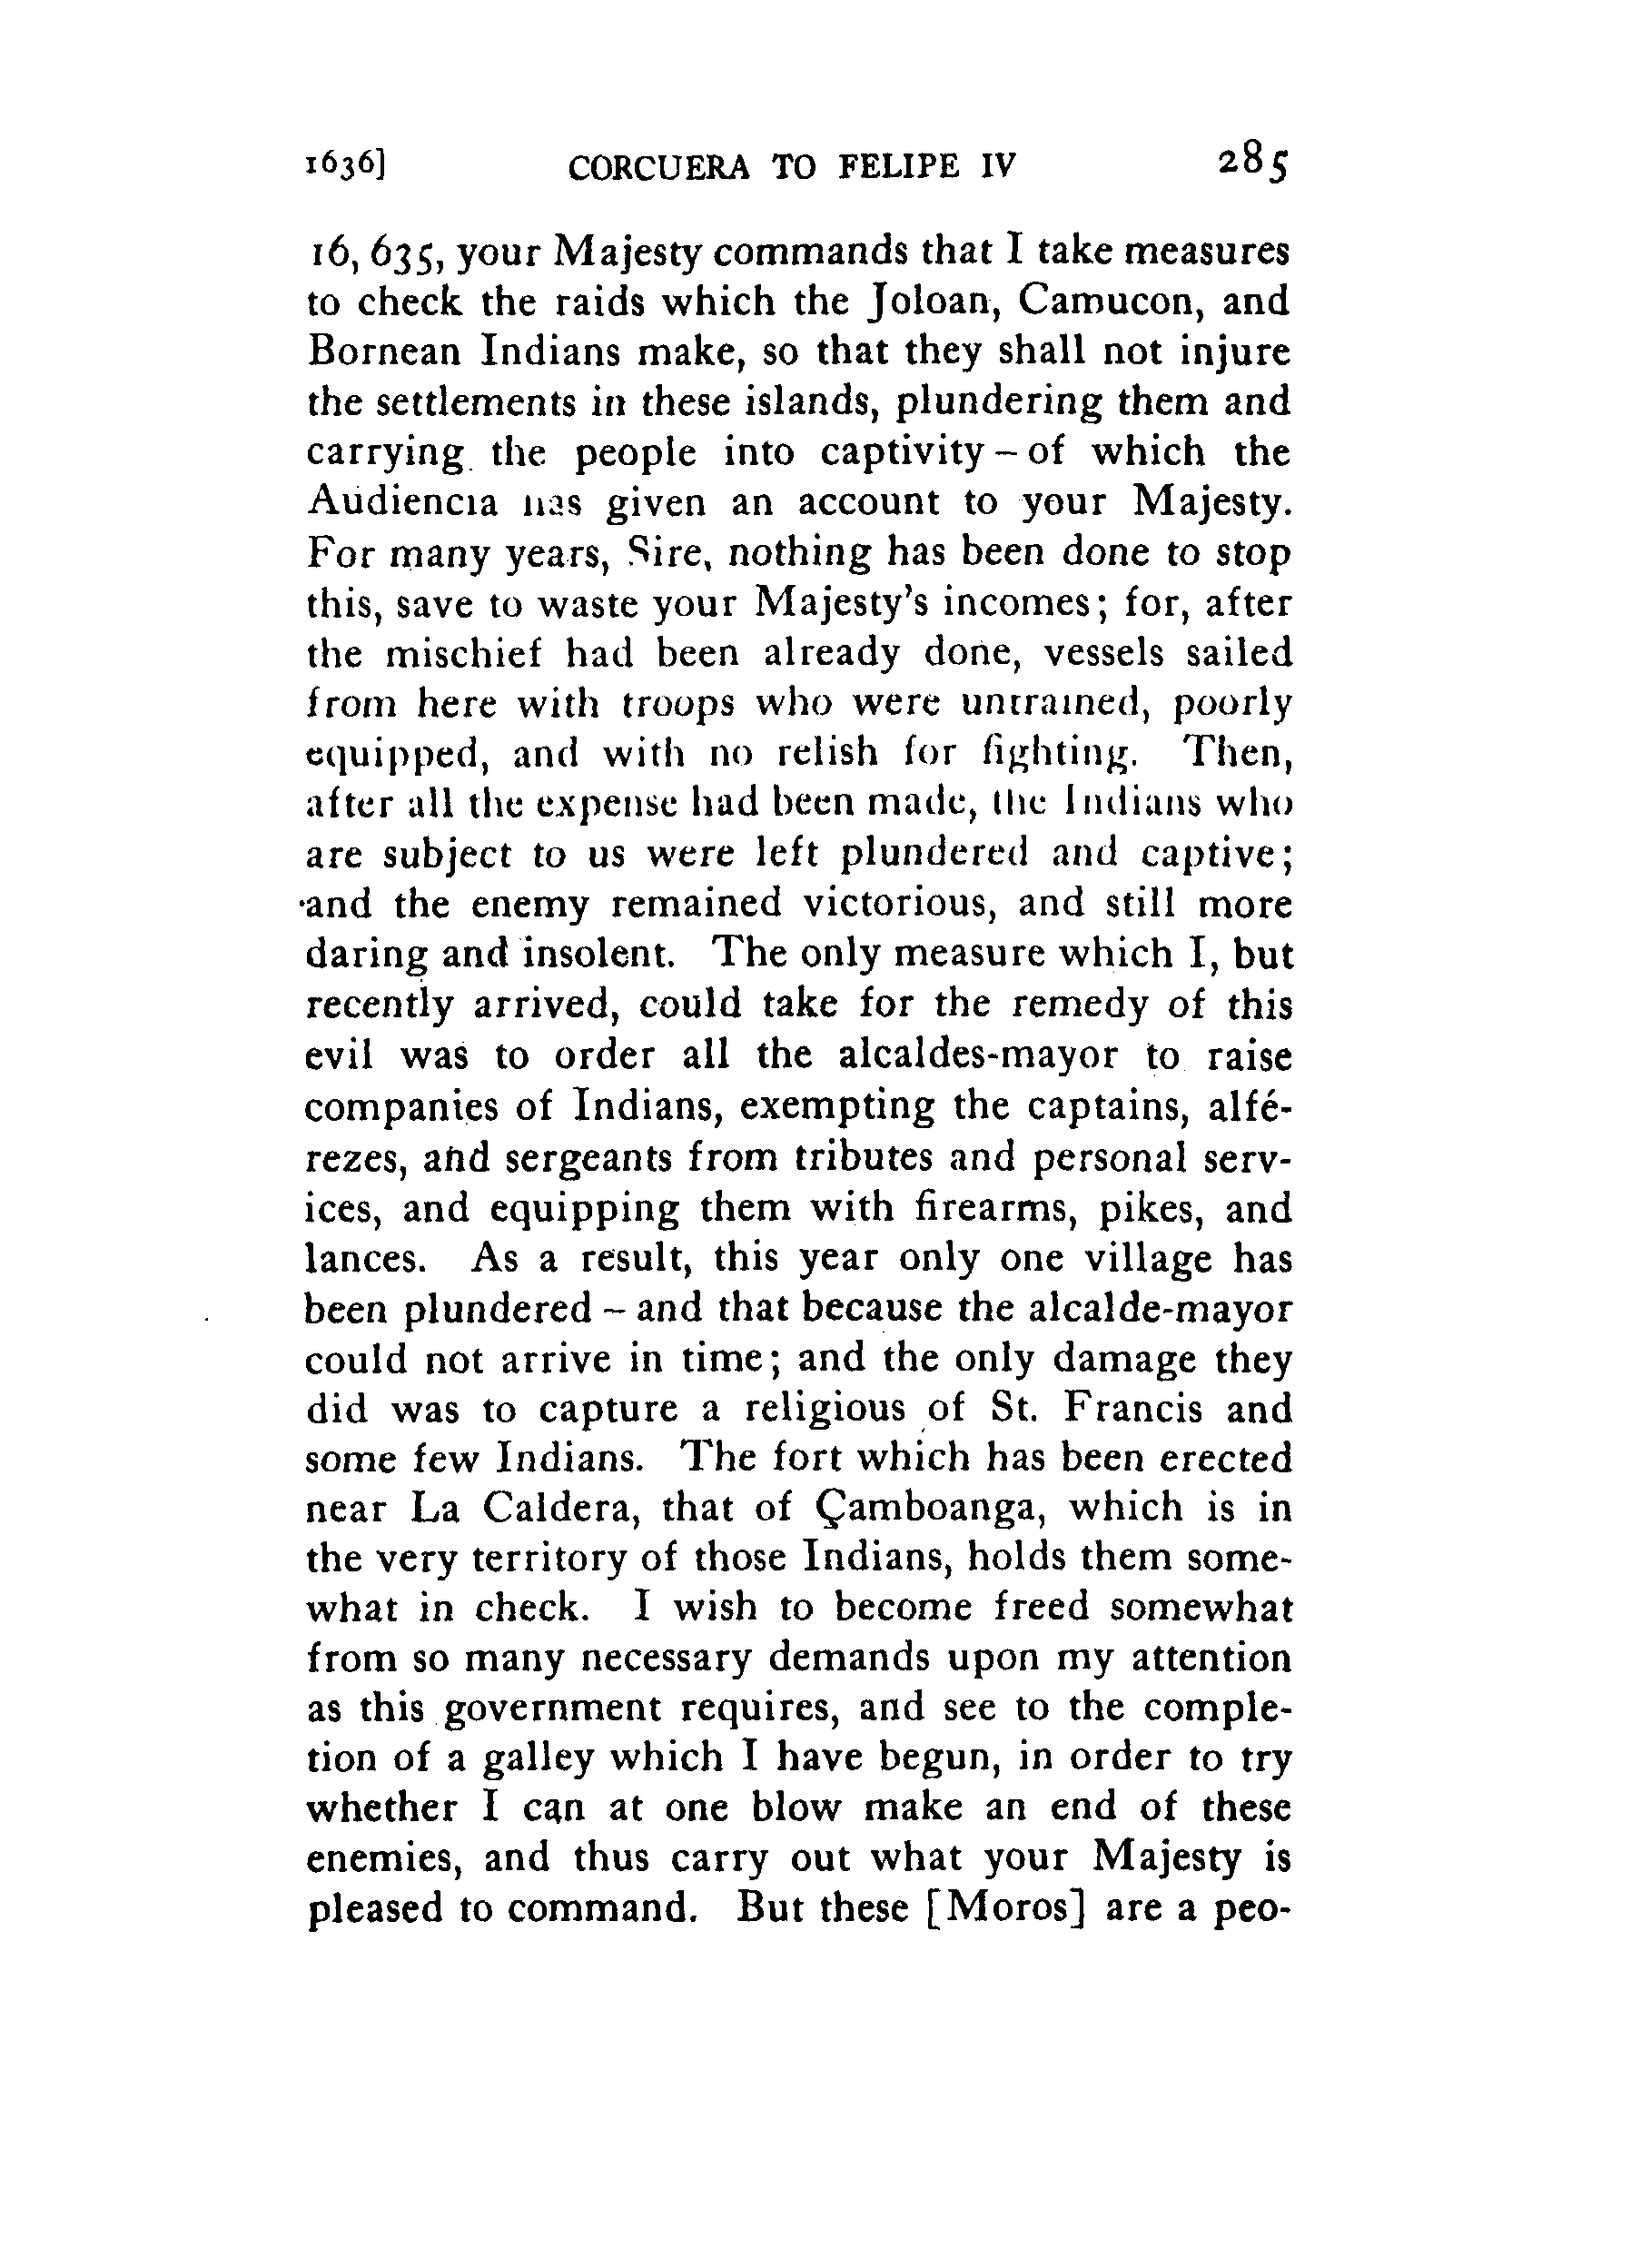 1636] CORCUERA TO FELIPE IV 285
16, 635, your Majesty commands that I take measures
to check the raids which the Joloan, Camucon, and
Bornean Indians make, so that they shall not injure
the settlements in these islands, plundering them and
carrying the people into captivity – of which the
Audiencia has given an account to your Majesty.
For many years, Sire, nothing has been done to stop
this, save to waste your Majesty's incomes; for, after
the mischief had been already done, vessels sailed
from here with troops who were untrained, poorly
equipped, and with no relish for fighting. Then,
after all the expense had been made, the Indians who
are subject to us were left plundered and captive;
and the enemy remained victorious, and still more
daring and insolent. The only measure which I, but
recently arrived, could take for the remedy of this
evil was to order all the alcaldes-mayor to raise
companies of Indians, exempting the captains, alfé-
rezes, and sergeants from tributes and personal serv-
ices, and equipping them with firearms, pikes, and
lances. As a result, this year only one village has
been plundered – and that because the alcalde-mayor
could not arrive in time; and the only damage they
did was to capture a religious of St. Francis and
some few Indians. The fort which has been erected
near La Caldera, that of Çamboanga, which is in
the very territory of those Indians, holds them some-
what in check. I wish to become freed somewhat
from so many necessary demands upon my attention
as this government requires, and see to the comple-
tion of a galley which I have begun, in order to try
whether I can at one blow make an end of these
enemies, and thus carry out what your Majesty is
pleased to command. But these [Moros] are a peo-